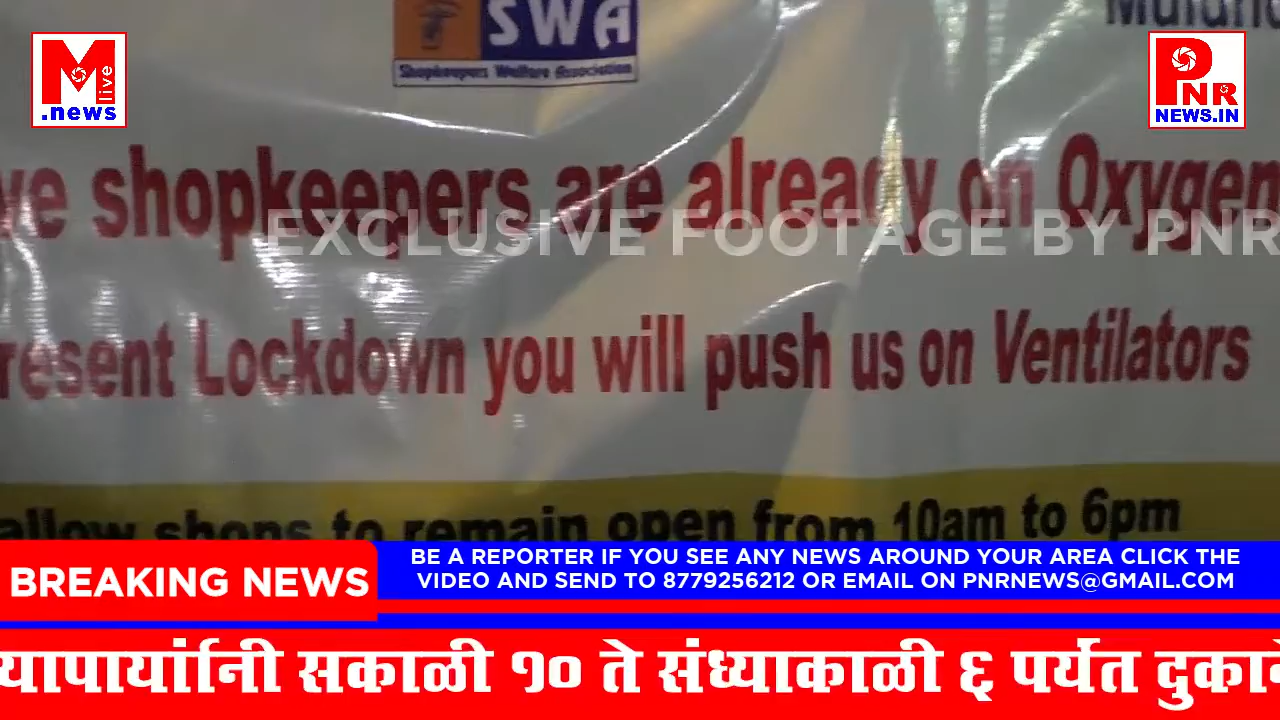 M
live
.news
SWA
Shopkeepers Welfare Association
PNR
NEWS.IN
ve shopkeepers are already on Oxygen
EXCLUSIVE FOOTAGE BY PNR
resent Lockdown you will push us on Ventilators
allow shops to remain open from 10am to 6pm
BREAKING NEWS
BE A REPORTER IF YOU SEE ANY NEWS AROUND YOUR AREA CLICK THE
VIDEO AND SEND TO 8779256212 OR EMAIL ON PNRNEWS@GMAIL.COM
यापार्यांनी सकाळी १० ते संध्याकाळी ६ पर्यंत दुकाने